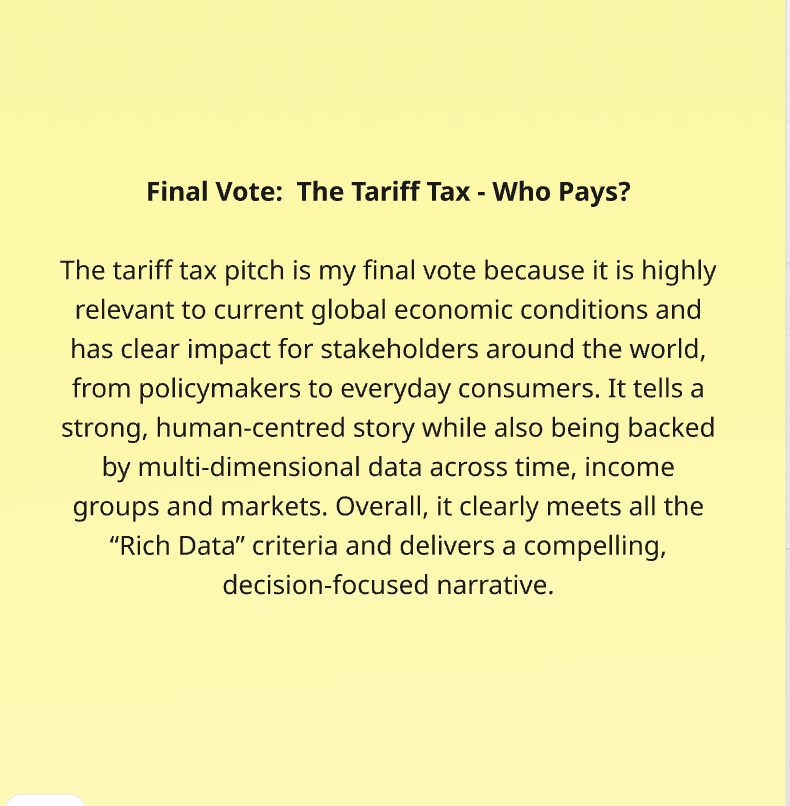 Final Vote:  The Tariff Tax - Who Pays?
The tariff tax pitch is my final vote because it is highly
relevant to current global economic conditions and
has clear impact for stakeholders around the world,
from policymakers to everyday consumers. It tells a
strong, human-centred story while also being backed
by multi-dimensional data across time, income
groups and markets. Overall, it clearly meets all the
“Rich Data” criteria and delivers a compelling,
decision-focused narrative.